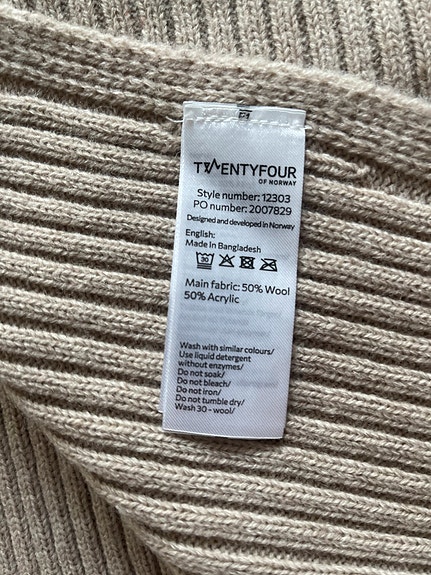 TWENTYFOUR
OF NORWAY
Style number: 12303
PO number: 2007829
Designed and developed in Norway
English:
Made in Bangladesh
30
Main fabric: 50% Wool
50% Acrylic
Wash with similar colours/
Use liquid detergent
without enzymes/
Do not soak/
Do not bleach/
Do not iron/
Do not tumble dry/
Wash 30 - wool/